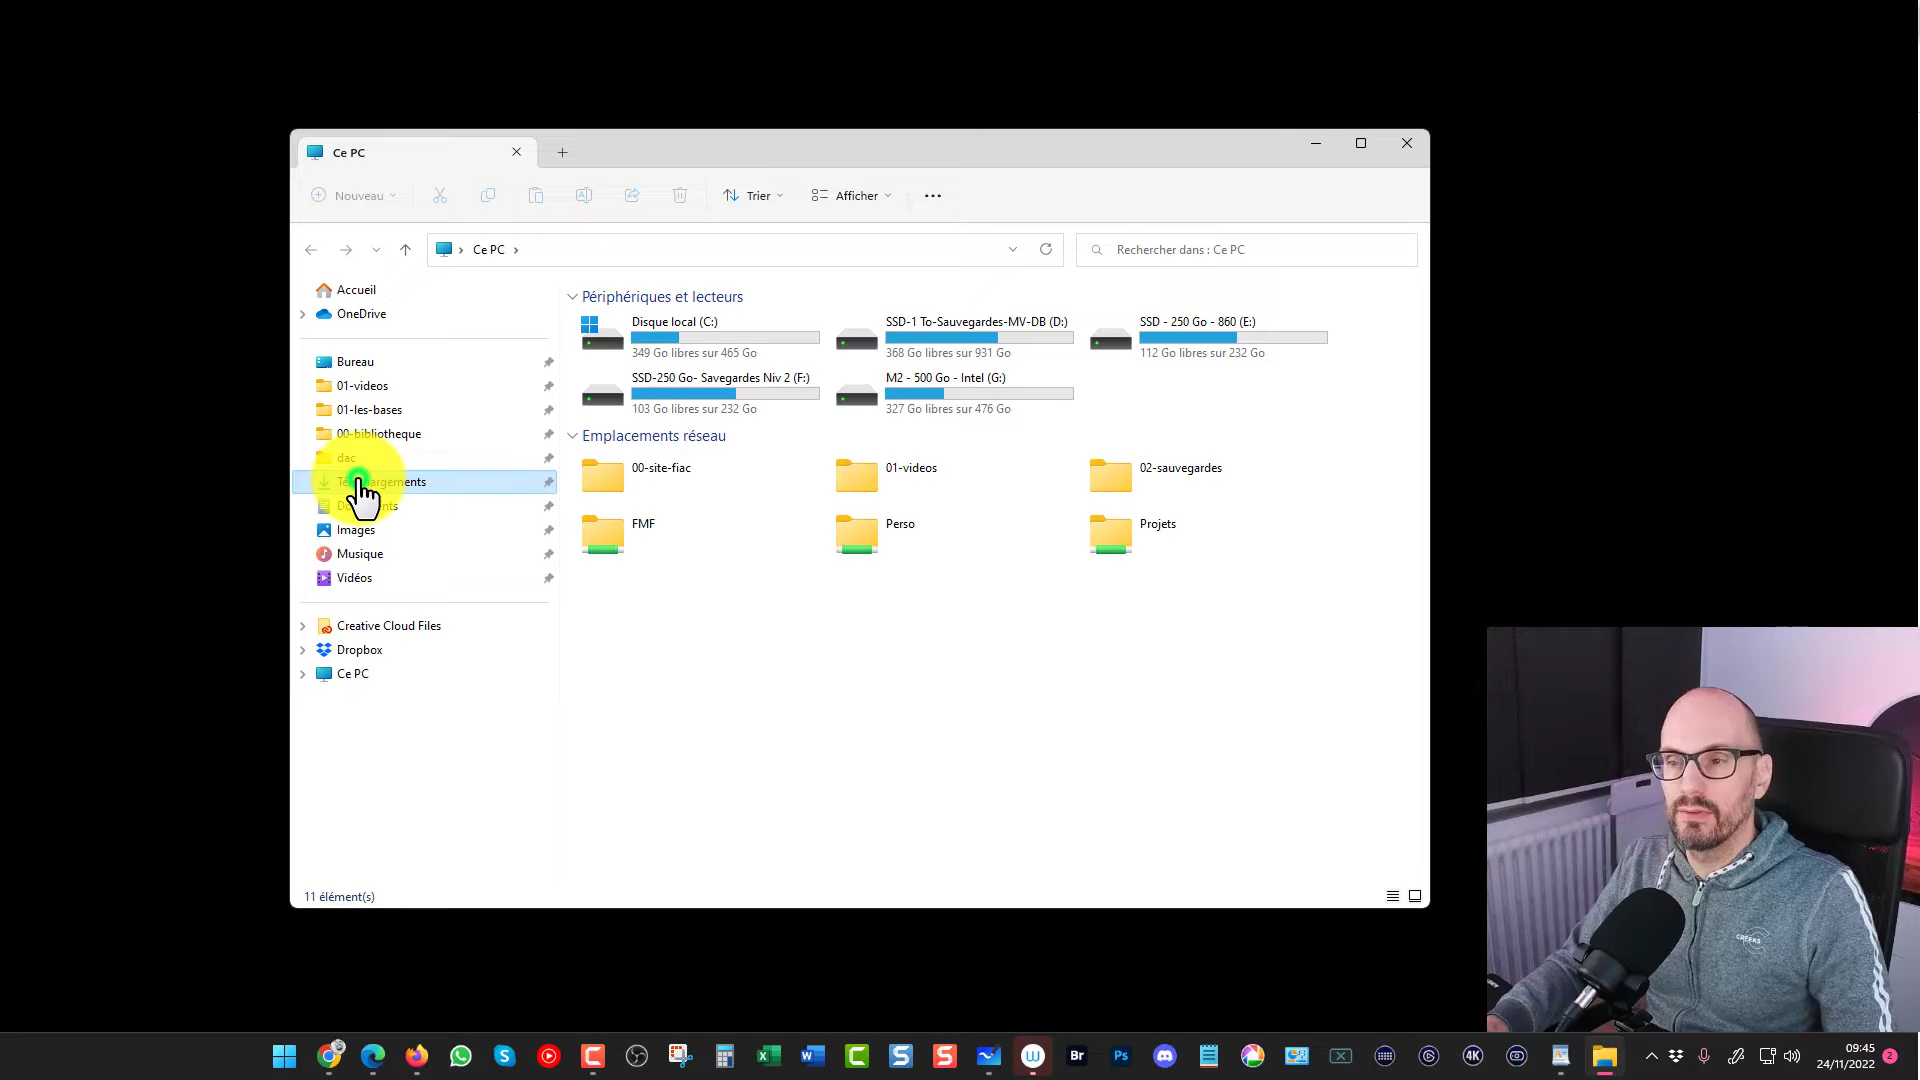 Ce PC
Nouveau
Trier
Afficher
Ce PC
Rechercher dans : Ce PC
Accueil
OneDrive
Bureau
01-videos
01-les-bases
00-bibliotheque
dac
Téléchargements
Documents
Images
Musique
Vidéos
Creative Cloud Files
Dropbox
Ce PC
Périphériques et lecteurs
Disque local (C:)
349 Go libres sur 465 Go
SSD-1 To-Sauvegardes-MV-DB (D:)
368 Go libres sur 931 Go
SSD - 250 Go - 860 (E:)
112 Go libres sur 232 Go
SSD-250 Go- Savegardes Niv 2 (F:)
103 Go libres sur 232 Go
M2 - 500 Go - Intel (G:)
327 Go libres sur 476 Go
Emplacements réseau
00-site-fiac
01-videos
02-sauvegardes
FMF
Perso
Projets
11 élément(s)
CREEKS
Br
Ps
4K
09:45
24/11/2022
2